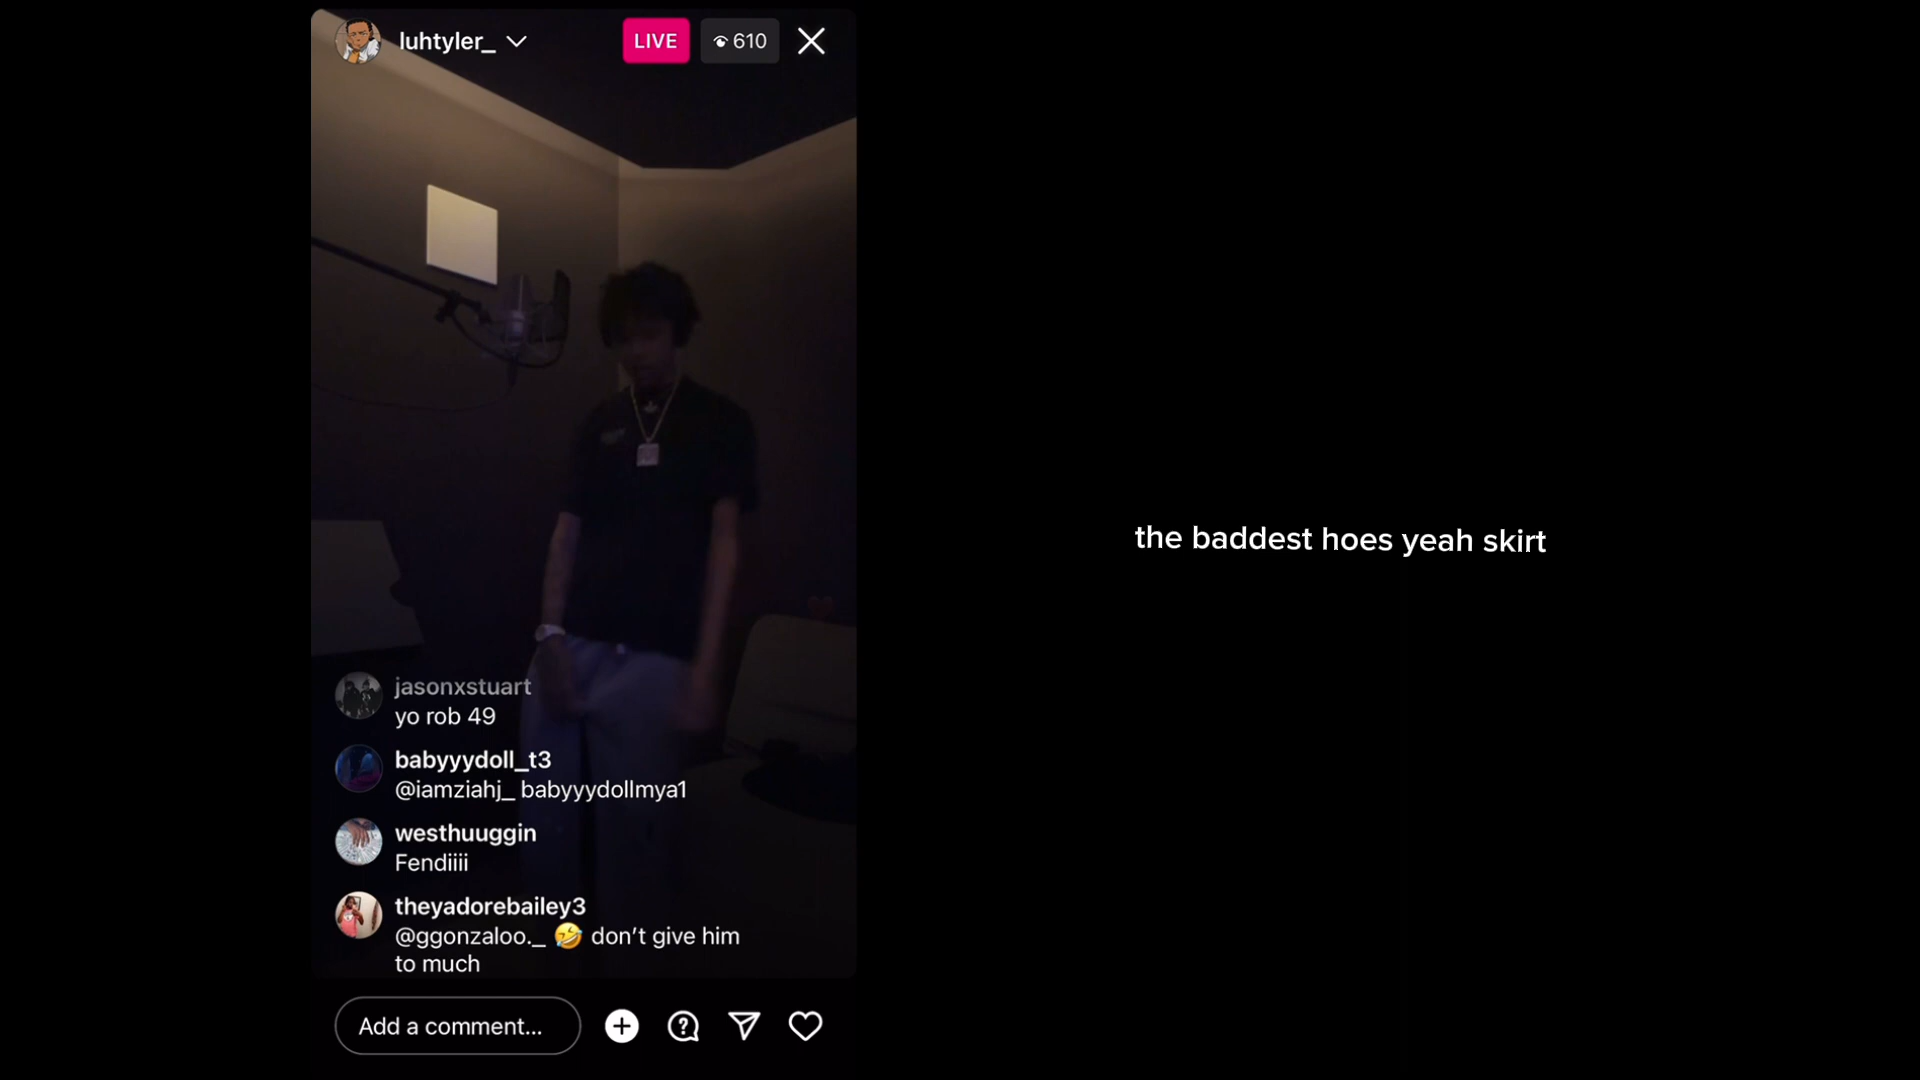 luhtyler_
LIVE
610
jasonxstuart
yo rob 49
babyyydoll_t3
@iamziahj_ babyyydollmya1
westhuuggin
Fendiiii
theyadorebailey3
@ggonzaloo._ 🤣 don’t give him
to much
Add a comment...
the baddest hoes yeah skirt